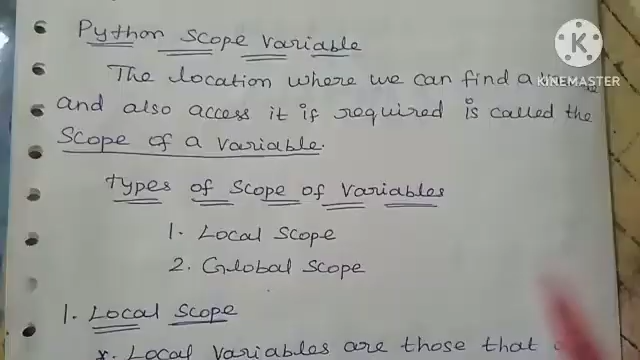 Python Scope Variable
The location where we can find a
and also access it if required is called the
Scope of a variable.
Types of Scope of Variables
1. Local Scope
2. Global Scope
1. Local Scope
*. Local Variables are those that
KINEMASTER